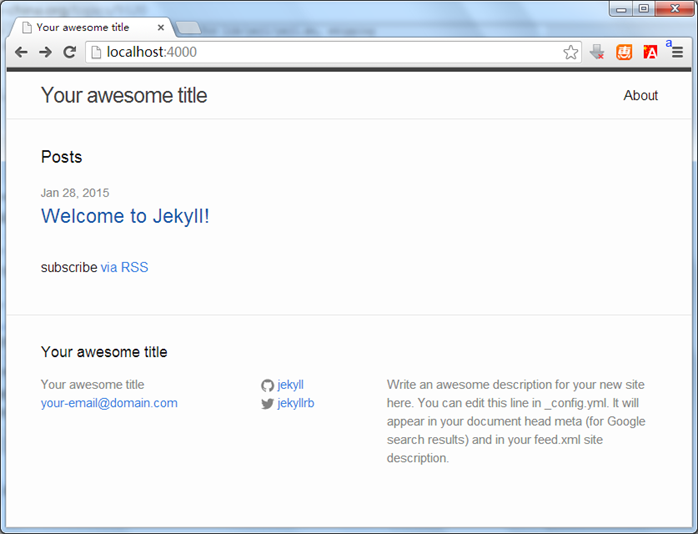 Your awesome title
localhost:4000
a
Your awesome title
About
Posts
Jan 28, 2015
Welcome to Jekyll!
subscribe via RSS
Your awesome title
Your awesome title
your-email@domain.com
jekyll
jekyllrb
Write an awesome description for your new site
here. You can edit this line in _config.yml. It will
appear in your document head meta (for Google
search results) and in your feed.xml site
description.